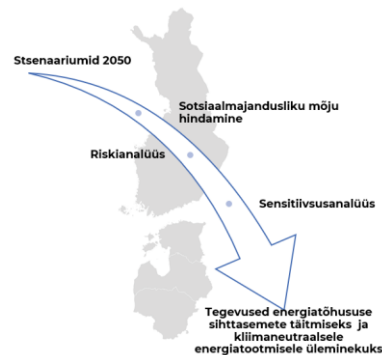 Stsenaariumid 2050
Sotsiaalmajandusliku mõju
hindamine
Riskianalüüs
Sensitiivsusanalüüs
Tegevused energiatõhususe
sihttasemete täitmiseks ja
kliimaneutraalsele
energiatootmisele üleminekuks